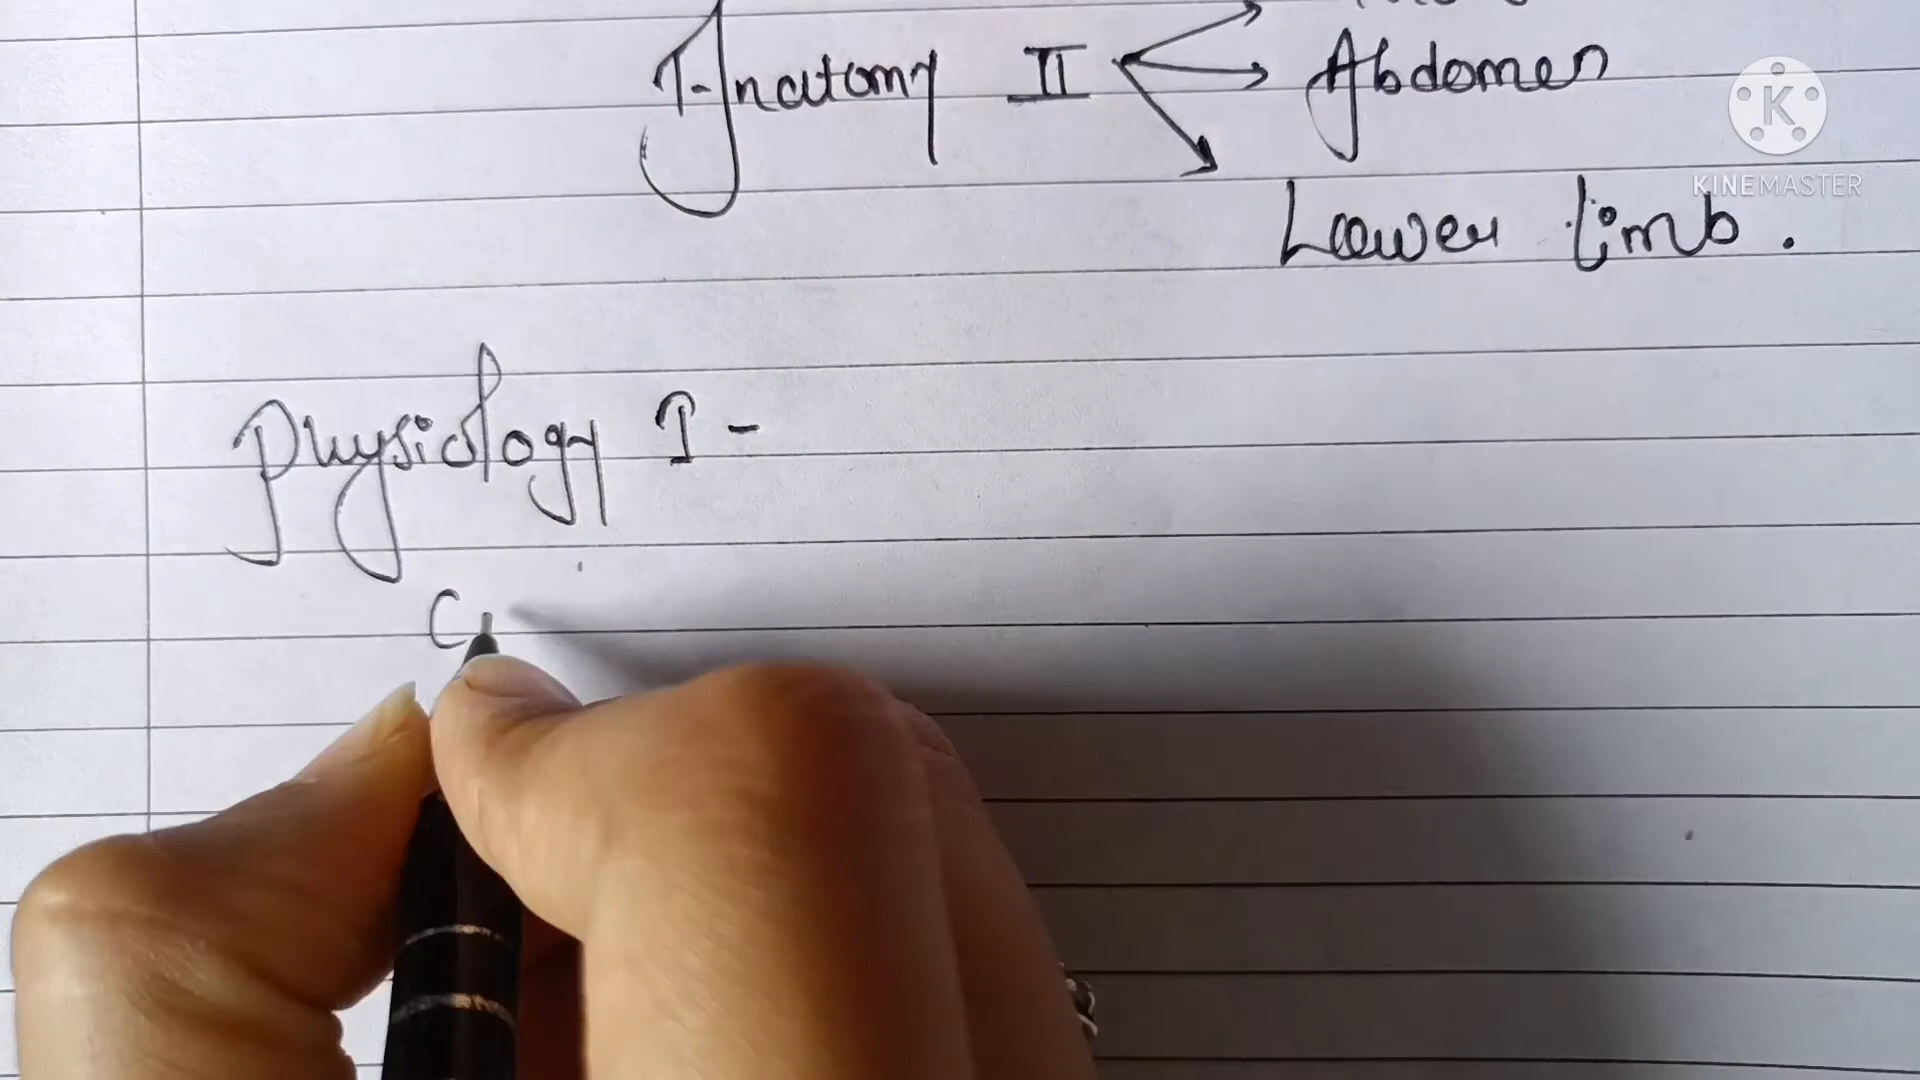 Anatomy II Abdomen
KINEMASTER
Lower limb.
Physiology I -
C